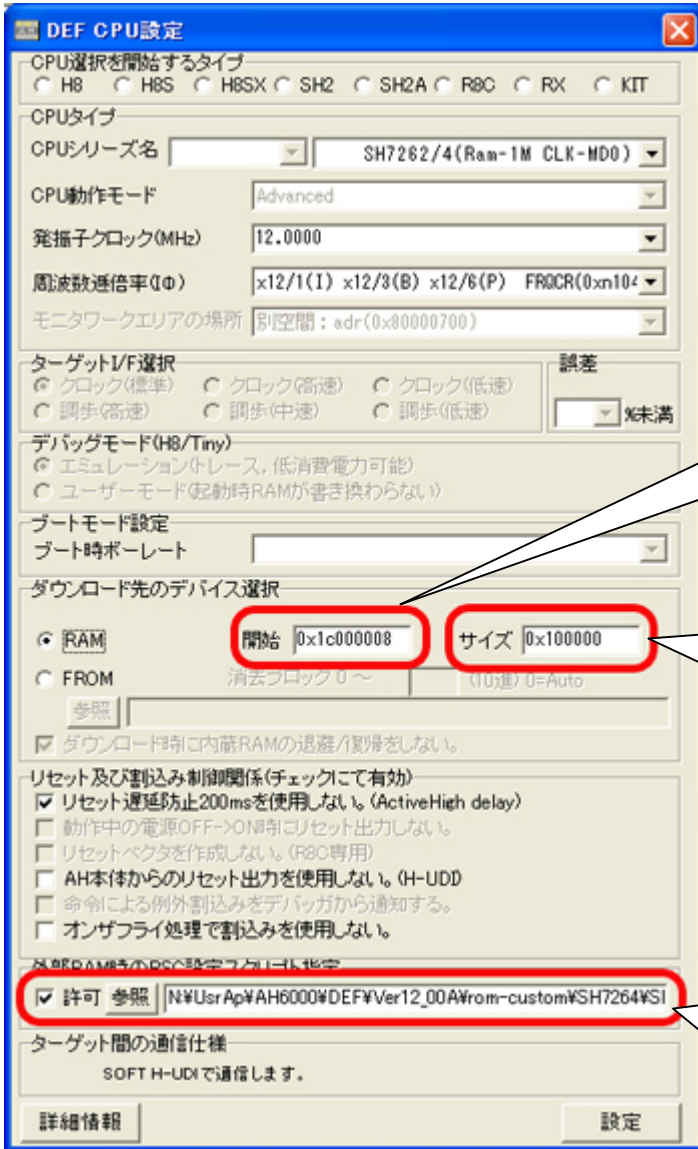 DEF CPU設定
CPU選択を開始するタイプ
H8 H8S H8SX SH2 SH2A R8C RX KIT
CPUタイプ
CPUシリーズ名 SH7262/4(Ram-1M CLK-MD0)
CPU動作モード Advanced
発振子クロック(MHz) 12.0000
周波数逓倍率(IΦ) x12/1(I) x12/3(B) x12/6(P) FRQCR(0xn104
モニタワークエリアの場所 別空間：adr(0x80000700)
ターゲットI/F選択 誤差
クロック(標準) クロック(高速) クロック(低速)
調歩(高速) 調歩(中速) 調歩(低速) %未満
デバッグモード(H8/Tiny)
エミュレーション(トレース，低消費電力可能)
ユーザーモード(起動時RAMが書き換わらない)
ブートモード設定
ブート時ボーレート
ダウンロード先のデバイス選択
RAM 開始 0x1c000008 サイズ 0x100000
FROM 消去ブロック 0 ～ (10進) 0=Auto
参照
ダウンロード時に内蔵RAMの退避/復帰をしない。
リセット及び割込み制御関係(チェックにて有効)
リセット遅延防止200msを使用しない。(ActiveHigh delay)
動作中の電源OFF->ON時にリセット出力しない。
リセットベクタを作成しない。(R8C専用)
AH本体からのリセット出力を使用しない。(H-UDI)
命令による例外割込みをデバッガから通知する。
オンザフライ処理で割込みを使用しない。
外部RAM時のBSC設定スクリプト指定
許可 参照 N:¥UsrAp¥AH6000¥DEF¥Ver12_00A¥rom-custom¥SH7264¥SI
ターゲット間の通信仕様
SOFT H-UDIで通信します。
詳細情報 設定